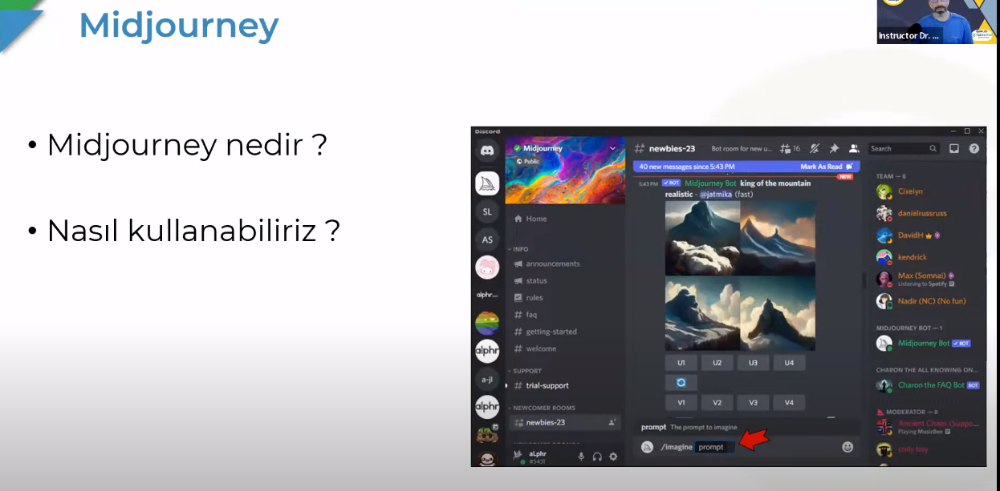 Midjourney
Instructor Dr. ...
• Midjourney nedir ?
• Nasıl kullanabiliriz ?
Discord
Midjourney
Public
Home
INFO
announcements
status
rules
faq
getting-started
welcome
SUPPORT
trial-support
NEWCOMER ROOMS
newbies-23
aLphr
#5431
SL
AS
alphr...
alphr
a-jl
alphr
newbies-23
Bot room for new u...
16
Search
40 new messages since 5:43 PM
Mark As Read
NEW
5:43 PM BOT Midjourney Bot king of the mountain
realistic - @jatmika (fast)
U1 U2 U3 U4
V1 V2 V3 V4
prompt The prompt to imagine
/imagine prompt
TEAM — 6
Cixelyn
danielrussruss
DavidH
kendrick
Max (Somnai)
Listening to Spotify
Nadir (NC) (No fun)
MIDJOURNEY BOT — 1
Midjourney Bot BOT
CHARON THE ALL KNOWING ON...
Charon the FAQ Bot BOT
MODERATOR — 8
Ancient Chaos (Suppo...
Playing MusicBee
cody bay